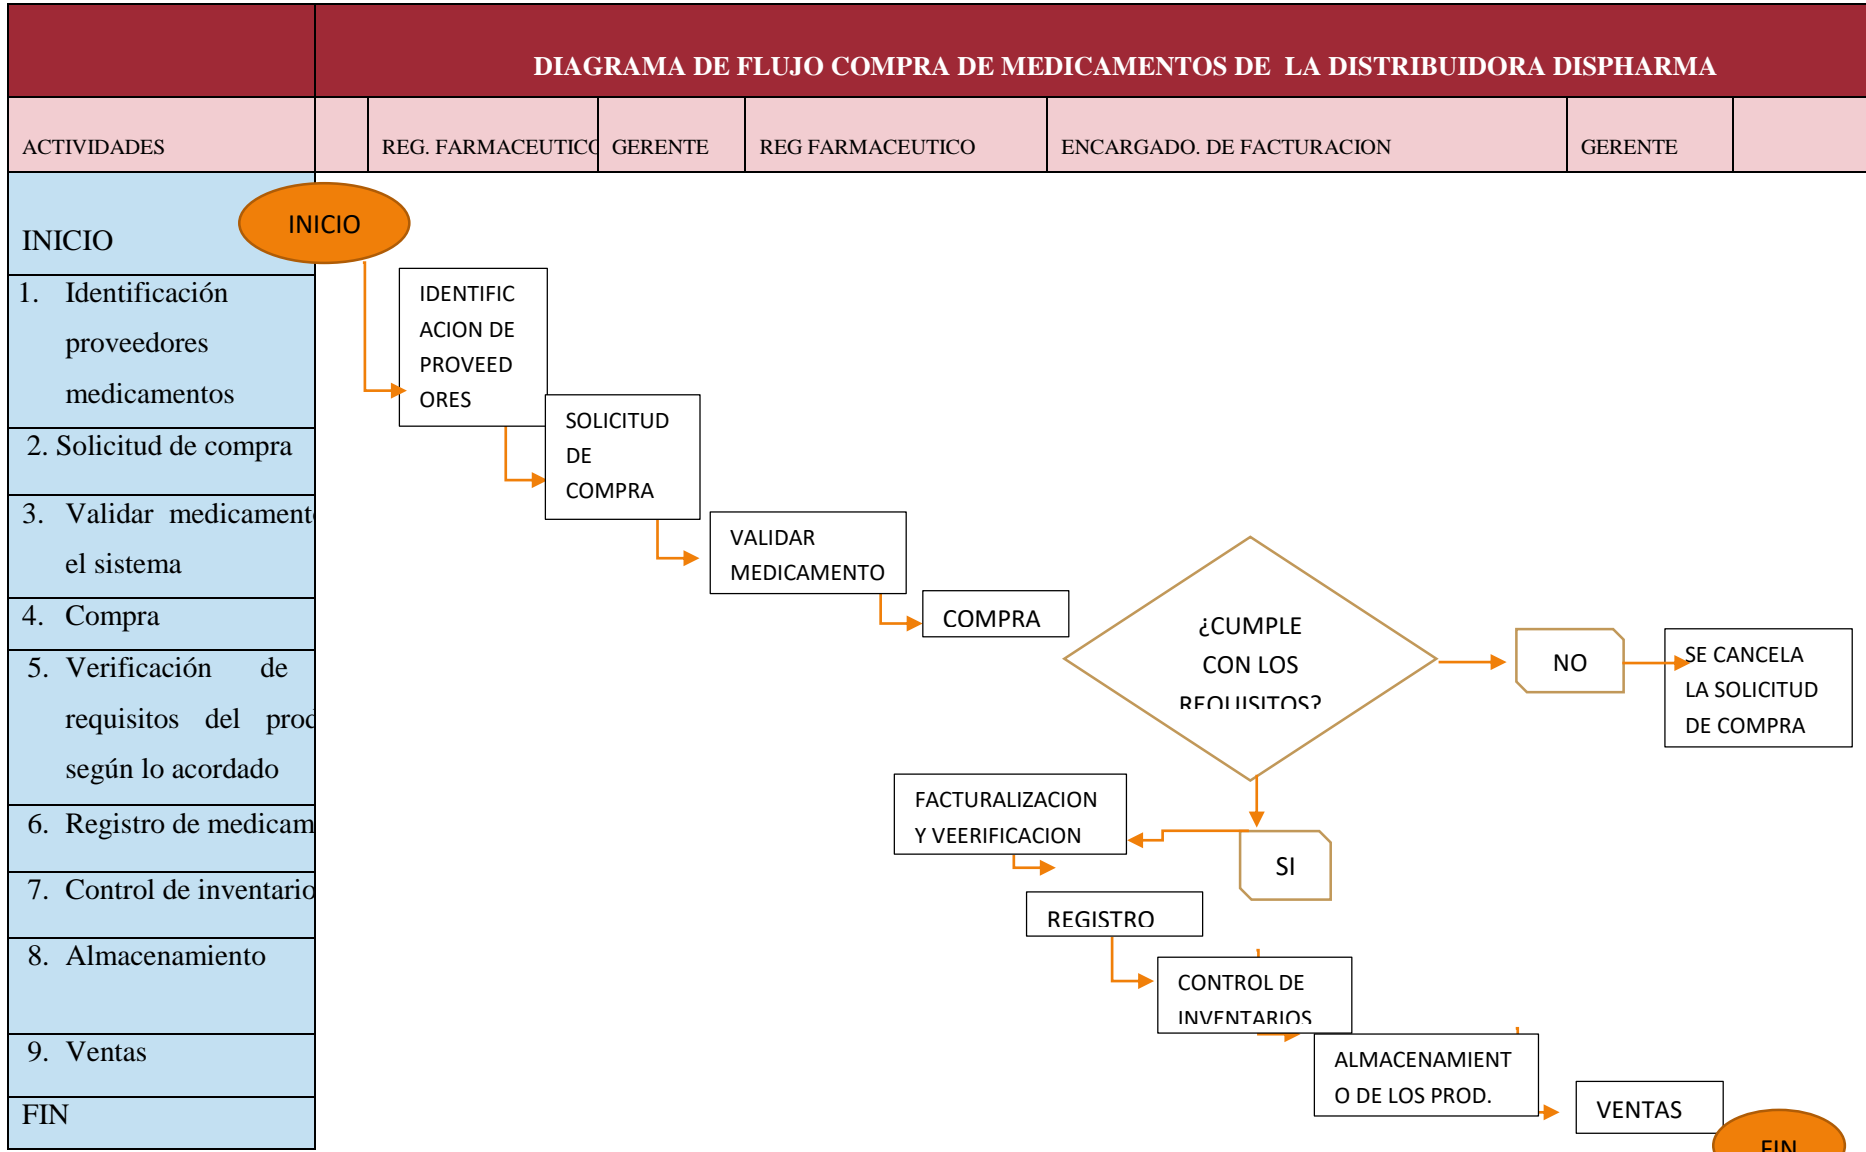 DIAGRAMA DE FLUJO COMPRA DE MEDICAMENTOS DE LA DISTRIBUIDORA DISPHARMA
ACTIVIDADES
REG. FARMACEUTICO
GERENTE
REG FARMACEUTICO
ENCARGADO. DE FACTURACION
GERENTE
INICIO
INICIO
1. Identificación
proveedores
medicamentos
2. Solicitud de compra
3. Validar medicamento
el sistema
4. Compra
5. Verificación de
requisitos del prod
según lo acordado
6. Registro de medicam
7. Control de inventario
8. Almacenamiento
9. Ventas
FIN
IDENTIFIC
ACION DE
PROVEED
ORES
SOLICITUD
DE
COMPRA
VALIDAR
MEDICAMENTO
COMPRA
¿CUMPLE
CON LOS
REQUISITOS?
NO
SE CANCELA
LA SOLICITUD
DE COMPRA
SI
FACTURALIZACION
Y VEERIFICACION
REGISTRO
CONTROL DE
INVENTARIOS
ALMACENAMIENT
O DE LOS PROD.
VENTAS
FIN